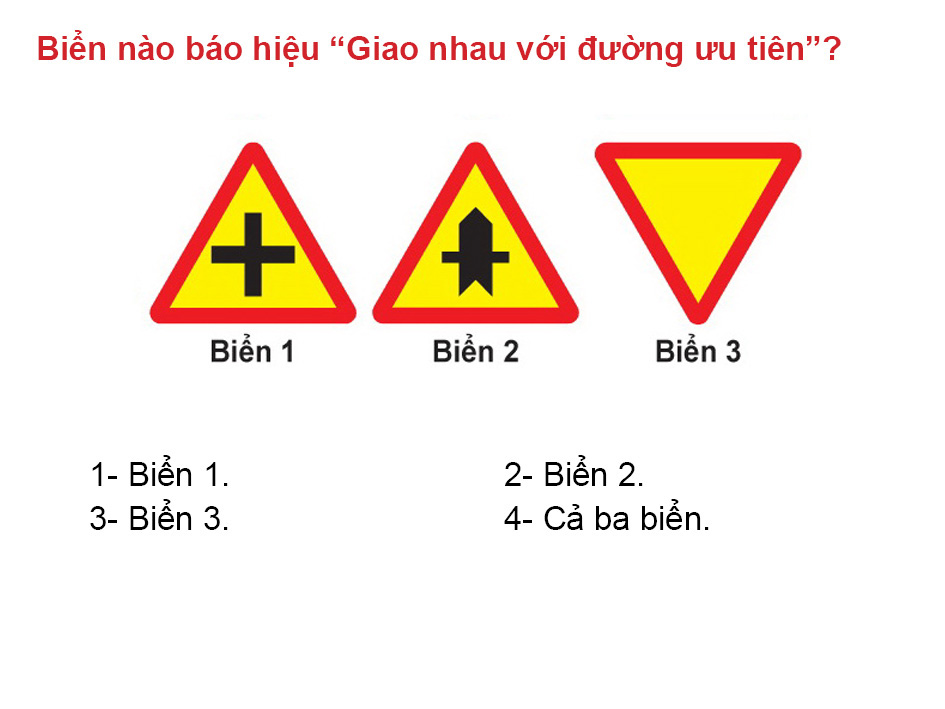 Biển nào báo hiệu “Giao nhau với đường ưu tiên”?
Biển 1 Biển 2 Biển 3
1- Biển 1. 2- Biển 2.
3- Biển 3. 4- Cả ba biển.